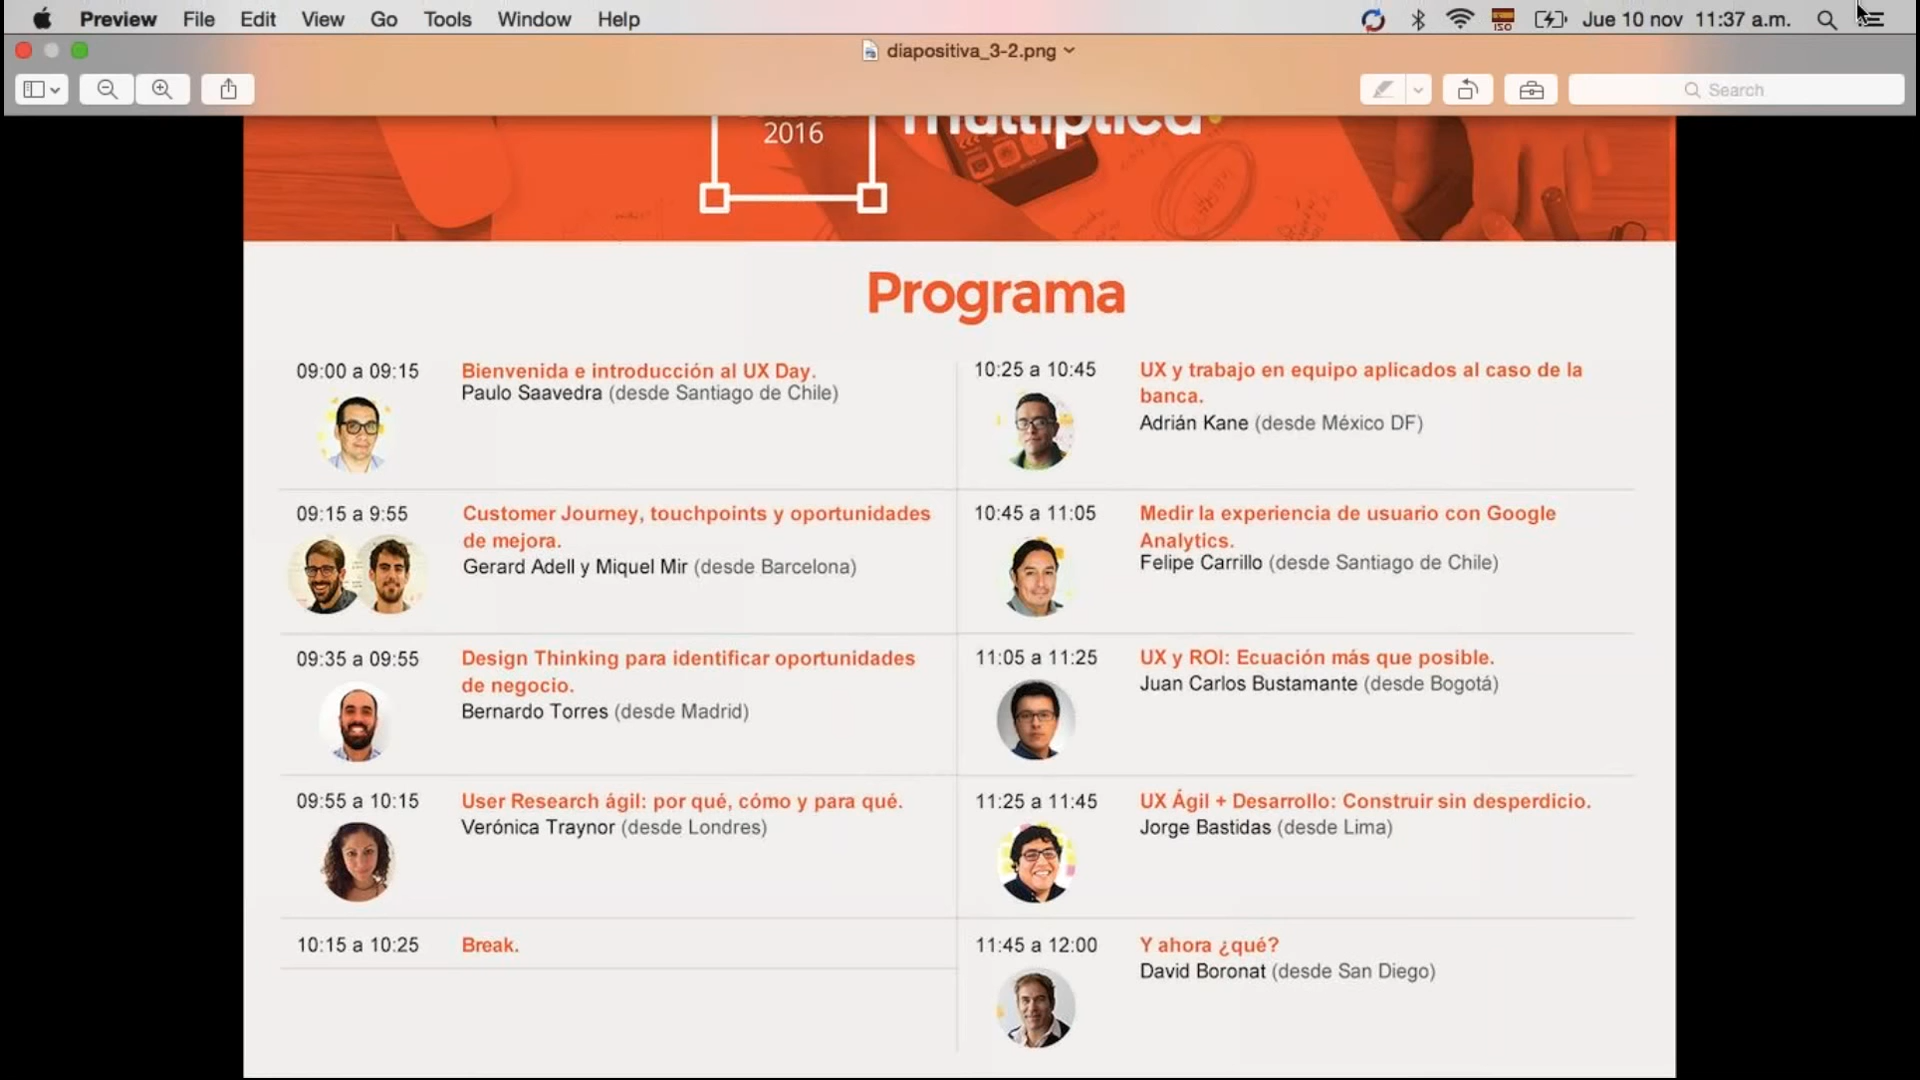 Preview File Edit View Go Tools Window Help
ISO
Jue 10 nov 11:37 a.m.
diapositiva_3-2.png
Search
2016
multiplica.
Programa
09:00 a 09:15
Bienvenida e introducción al UX Day.
Paulo Saavedra (desde Santiago de Chile)
09:15 a 9:55
Customer Journey, touchpoints y oportunidades
de mejora.
Gerard Adell y Miquel Mir (desde Barcelona)
09:35 a 09:55
Design Thinking para identificar oportunidades
de negocio.
Bernardo Torres (desde Madrid)
09:55 a 10:15
User Research ágil: por qué, cómo y para qué.
Verónica Traynor (desde Londres)
10:15 a 10:25
Break.
10:25 a 10:45
UX y trabajo en equipo aplicados al caso de la
banca.
Adrián Kane (desde México DF)
10:45 a 11:05
Medir la experiencia de usuario con Google
Analytics.
Felipe Carrillo (desde Santiago de Chile)
11:05 a 11:25
UX y ROI: Ecuación más que posible.
Juan Carlos Bustamante (desde Bogotá)
11:25 a 11:45
UX Ágil + Desarrollo: Construir sin desperdicio.
Jorge Bastidas (desde Lima)
11:45 a 12:00
Y ahora ¿qué?
David Boronat (desde San Diego)